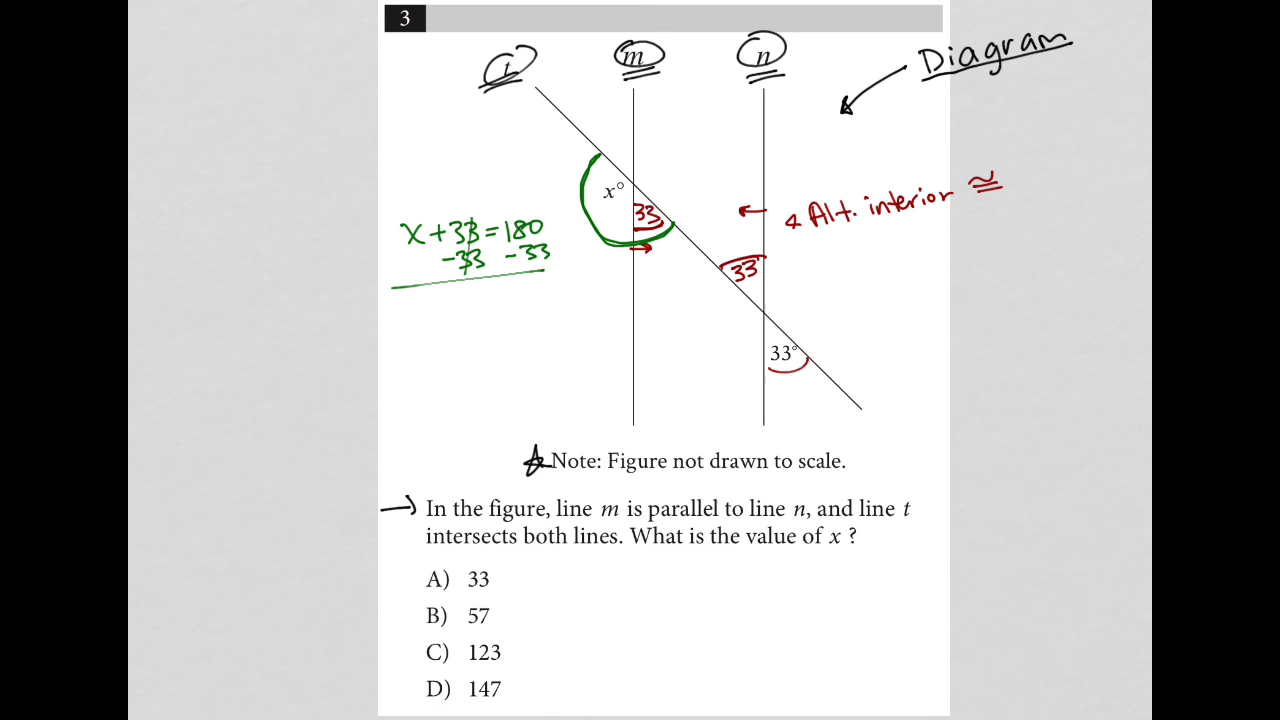 3
t
m
n
Diagram
x°
33
∡ Alt. interior ≅
x + 33 = 180
-33 -33
33°
33°
Note: Figure not drawn to scale.
In the figure, line m is parallel to line n, and line t
intersects both lines. What is the value of x ?
A) 33
B) 57
C) 123
D) 147